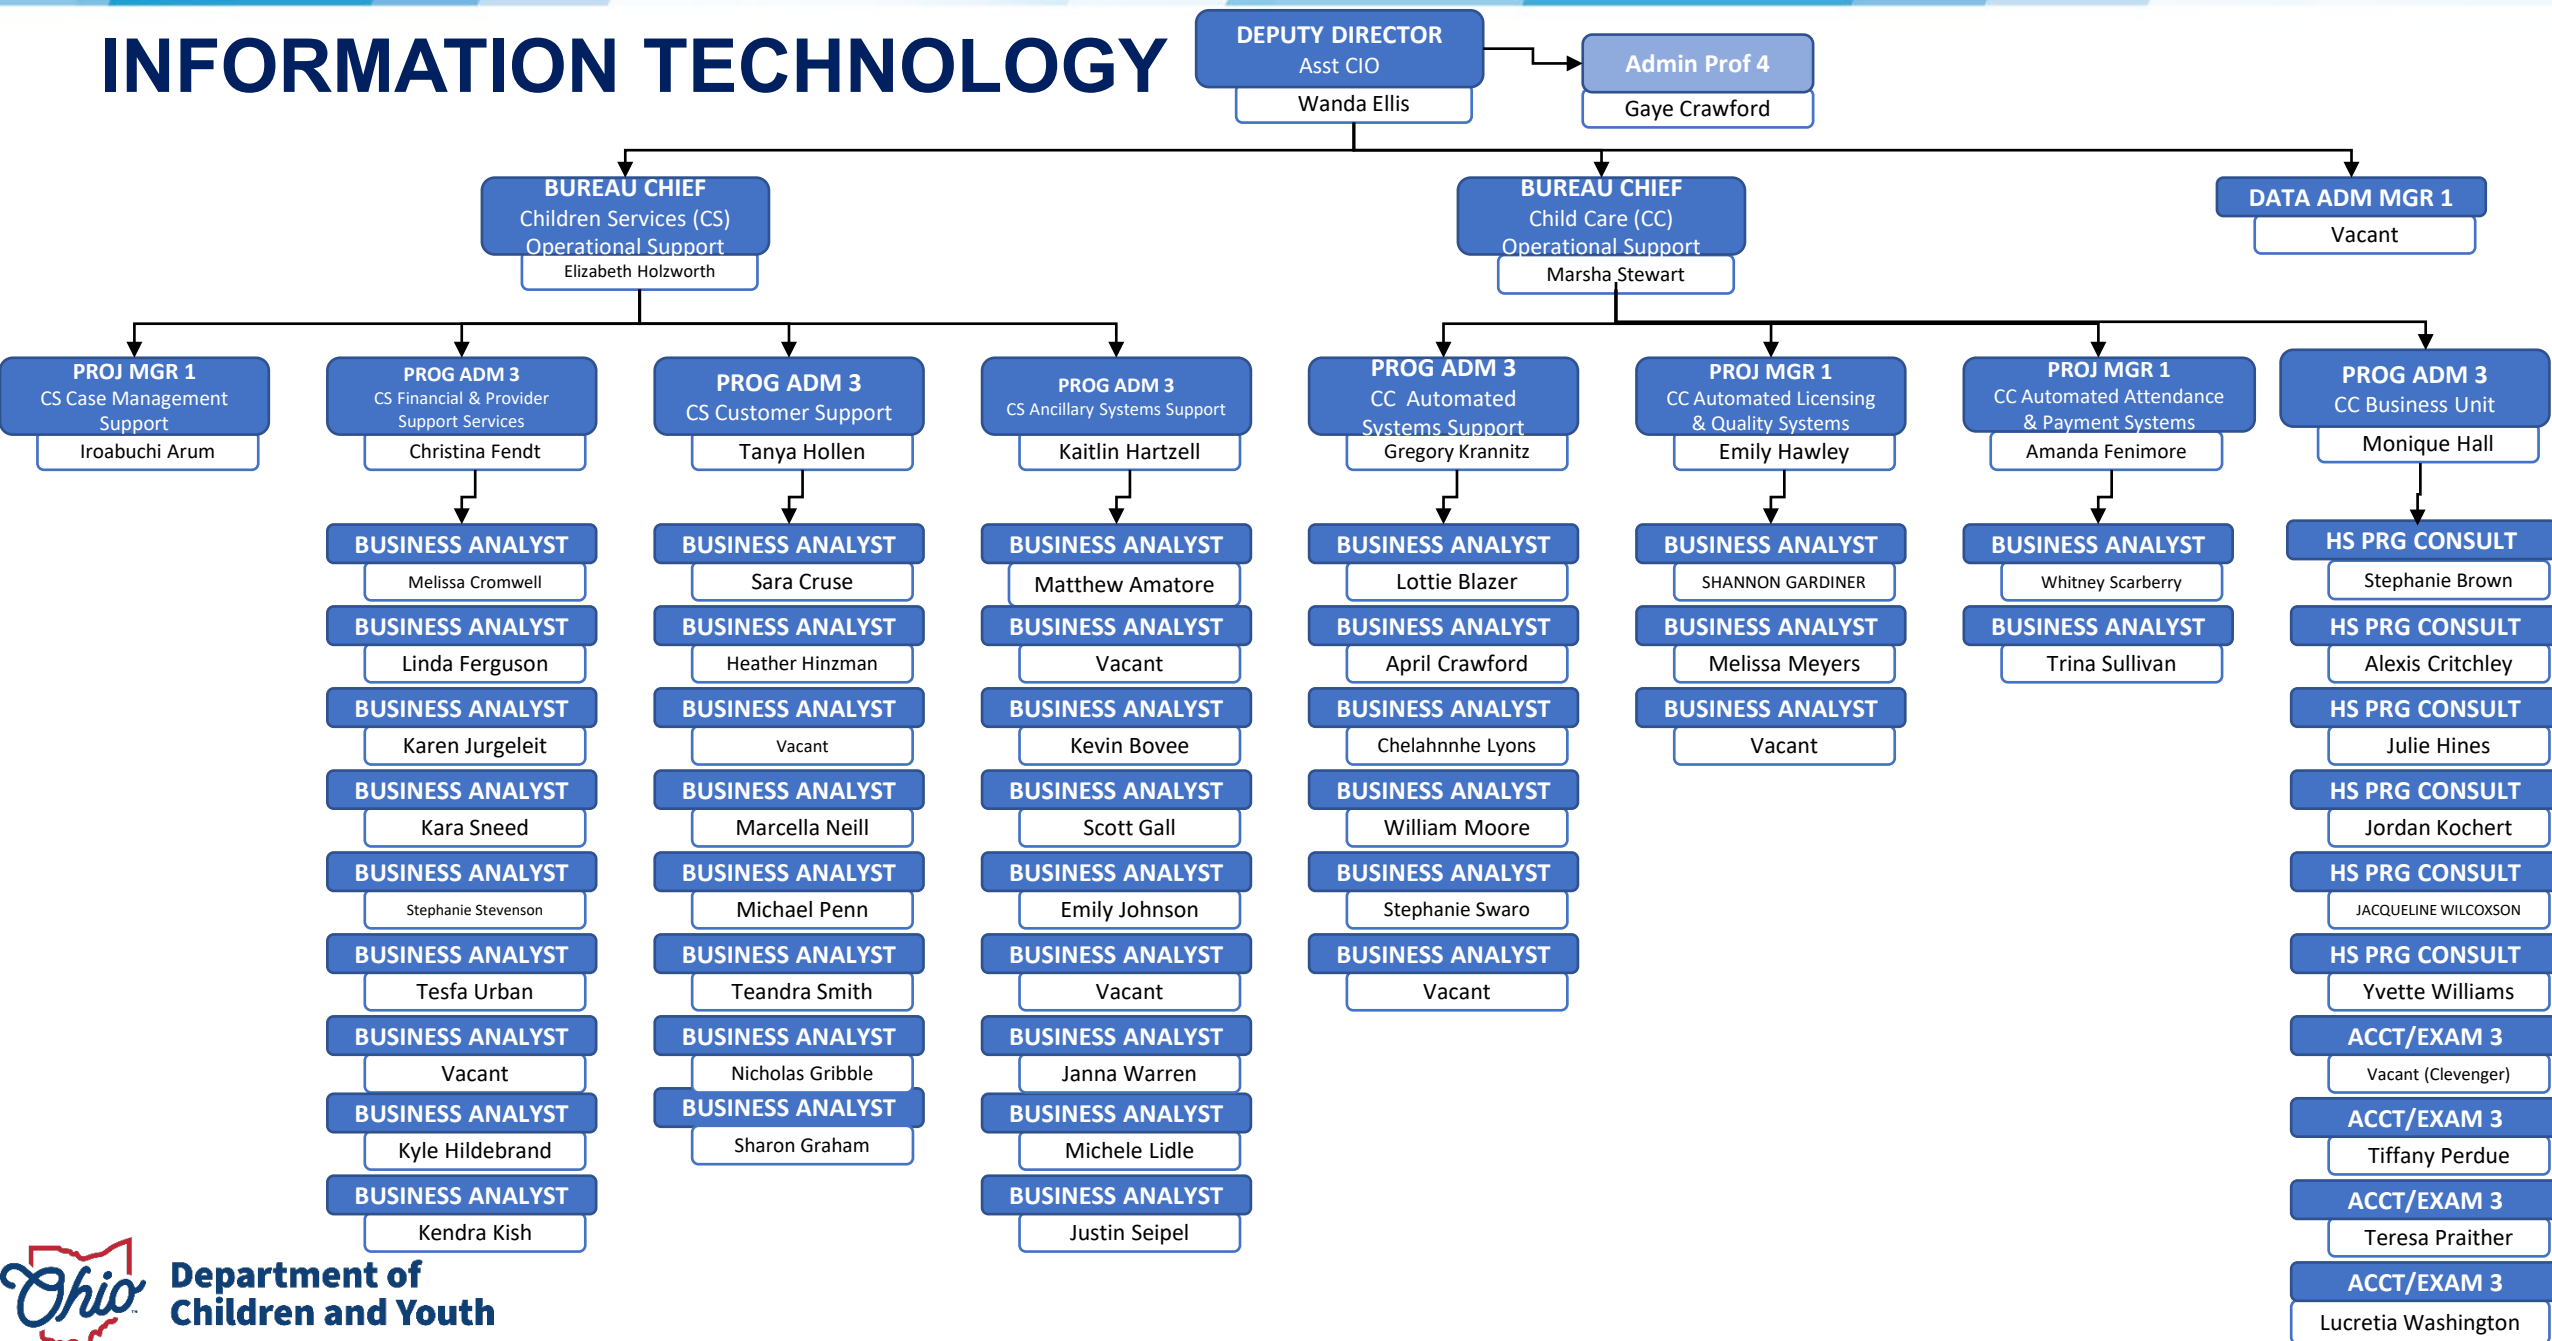 INFORMATION TECHNOLOGY
DEPUTY DIRECTOR
Asst CIO
Wanda Ellis
Admin Prof 4
Gaye Crawford
BUREAU CHIEF
Children Services (CS)
Operational Support
Elizabeth Holzworth
BUREAU CHIEF
Child Care (CC)
Operational Support
Marsha Stewart
DATA ADM MGR 1
Vacant
PROJ MGR 1
CS Case Management
Support
Iroabuchi Arum
PROG ADM 3
CS Financial & Provider
Support Services
Christina Fendt
BUSINESS ANALYST
Melissa Cromwell
BUSINESS ANALYST
Linda Ferguson
BUSINESS ANALYST
Karen Jurgeleit
BUSINESS ANALYST
Kara Sneed
BUSINESS ANALYST
Stephanie Stevenson
BUSINESS ANALYST
Tesfa Urban
BUSINESS ANALYST
Vacant
BUSINESS ANALYST
Kyle Hildebrand
BUSINESS ANALYST
Kendra Kish
PROG ADM 3
CS Customer Support
Tanya Hollen
BUSINESS ANALYST
Sara Cruse
BUSINESS ANALYST
Heather Hinzman
BUSINESS ANALYST
Vacant
BUSINESS ANALYST
Marcella Neill
BUSINESS ANALYST
Michael Penn
BUSINESS ANALYST
Teandra Smith
BUSINESS ANALYST
Nicholas Gribble
BUSINESS ANALYST
Sharon Graham
PROG ADM 3
CS Ancillary Systems Support
Kaitlin Hartzell
BUSINESS ANALYST
Matthew Amatore
BUSINESS ANALYST
Vacant
BUSINESS ANALYST
Kevin Bovee
BUSINESS ANALYST
Scott Gall
BUSINESS ANALYST
Emily Johnson
BUSINESS ANALYST
Vacant
BUSINESS ANALYST
Janna Warren
BUSINESS ANALYST
Michele Lidle
BUSINESS ANALYST
Justin Seipel
PROG ADM 3
CC Automated
Systems Support
Gregory Krannitz
BUSINESS ANALYST
Lottie Blazer
BUSINESS ANALYST
April Crawford
BUSINESS ANALYST
Chelahnnhe Lyons
BUSINESS ANALYST
William Moore
BUSINESS ANALYST
Stephanie Swaro
BUSINESS ANALYST
Vacant
PROJ MGR 1
CC Automated Licensing
& Quality Systems
Emily Hawley
BUSINESS ANALYST
SHANNON GARDINER
BUSINESS ANALYST
Melissa Meyers
BUSINESS ANALYST
Vacant
PROJ MGR 1
CC Automated Attendance
& Payment Systems
Amanda Fenimore
BUSINESS ANALYST
Whitney Scarberry
BUSINESS ANALYST
Trina Sullivan
PROG ADM 3
CC Business Unit
Monique Hall
HS PRG CONSULT
Stephanie Brown
HS PRG CONSULT
Alexis Critchley
HS PRG CONSULT
Julie Hines
HS PRG CONSULT
Jordan Kochert
HS PRG CONSULT
JACQUELINE WILCOXSON
HS PRG CONSULT
Yvette Williams
ACCT/EXAM 3
Vacant (Clevenger)
ACCT/EXAM 3
Tiffany Perdue
ACCT/EXAM 3
Teresa Praither
ACCT/EXAM 3
Lucretia Washington
Ohio
Department of
Children and Youth